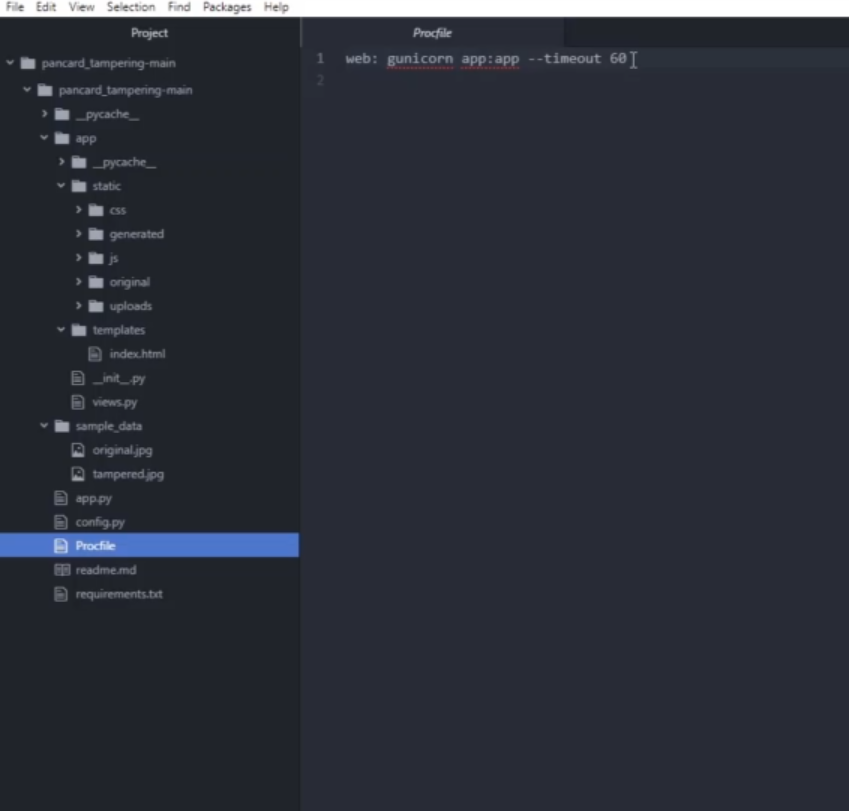 File Edit View Selection Find Packages Help
Project
Procfile
pancard_tampering-main
pancard_tampering-main
__pycache__
app
__pycache__
static
css
generated
js
original
uploads
templates
index.html
__init__.py
views.py
sample_data
original.jpg
tampered.jpg
app.py
config.py
Procfile
readme.md
requirements.txt
1 web: gunicorn app:app --timeout 60
2